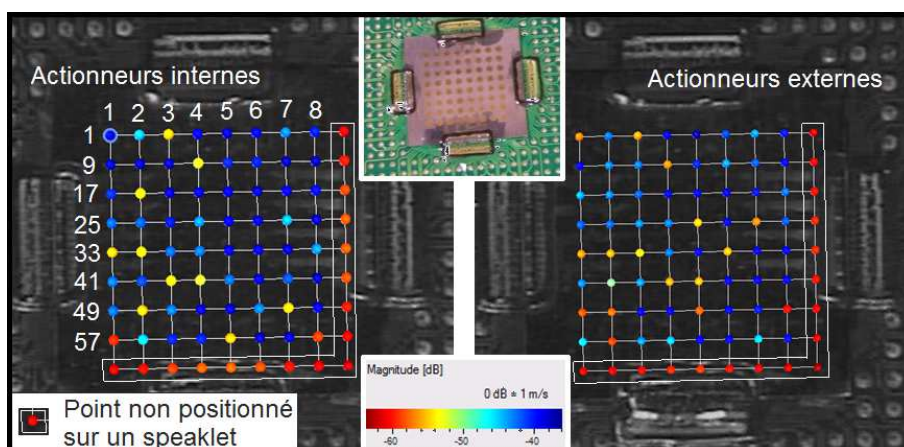 Actionneurs internes
Actionneurs externes
1 2 3 4 5 6 7 8
1
9
17
25
33
41
49
57
Magnitude [dB]
0 dB = 1 m/s
-60 -50 -40
Point non positionné
sur un speaklet